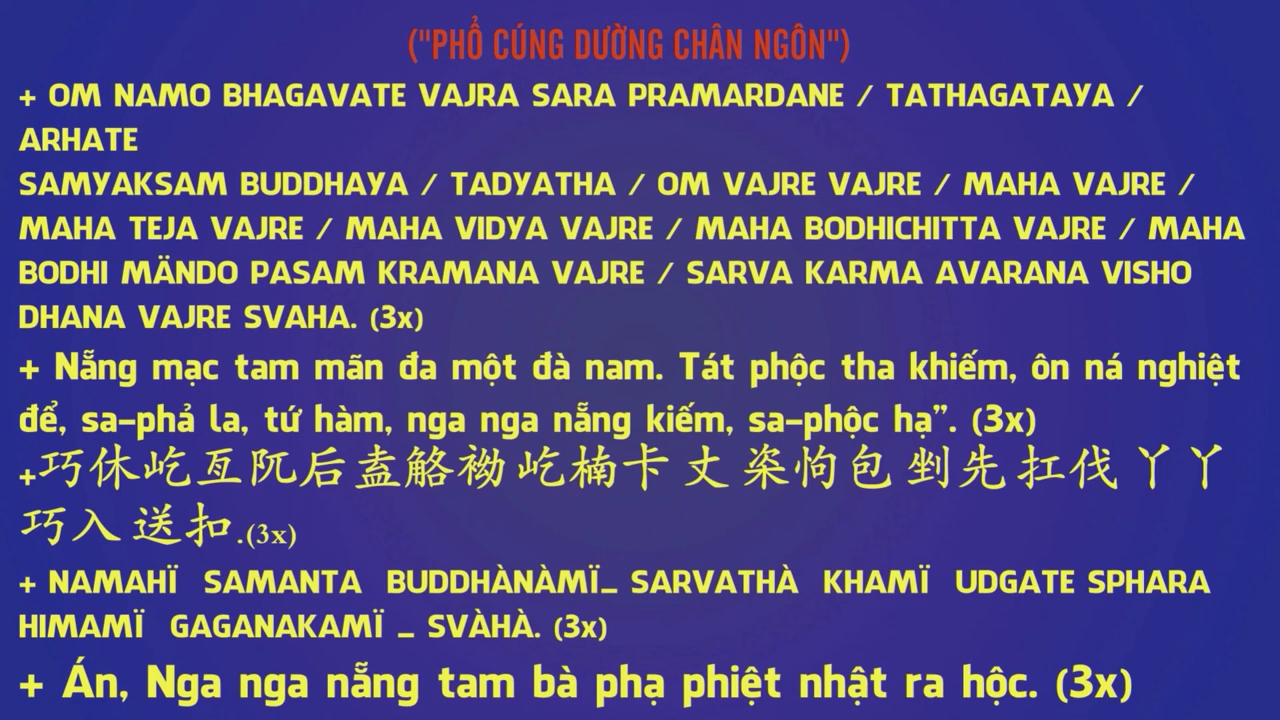 ("PHỔ CÚNG DƯỜNG CHÂN NGÔN")
+ OM NAMO BHAGAVATE VAJRA SARA PRAMARDANE / TATHAGATAYA /
ARHATE
SAMYAKSAM BUDDHAYA / TADYATHA / OM VAJRE VAJRE / MAHA VAJRE /
MAHA TEJA VAJRE / MAHA VIDYA VAJRE / MAHA BODHICHITTA VAJRE / MAHA
BODHI MÄNDO PASAM KRAMANA VAJRE / SARVA KARMA AVARANA VISHO
DHANA VAJRE SVAHA. (3x)
+ Nẵng mạc tam mãn đa một đà nam. Tát phộc tha khiếm, ôn ná nghiệt
để, sa-phả la, tứ hàm, nga nga nẵng kiếm, sa-phộc hạ”. (3x)
+巧休屹亙阢后盍觡袎屹楠卡丈染怐包剉先扛伐丫丫
巧入送扣.(3x)
+ NAMAHÏ SAMANTA BUDDHÀNÀMÏ_ SARVATHÀ KHAMÏ UDGATE SPHARA
HIMAMÏ GAGANAKAMÏ _ SVÀHÀ. (3x)
+ Án, Nga nga nẵng tam bà phạ phiệt nhật ra hộc. (3x)